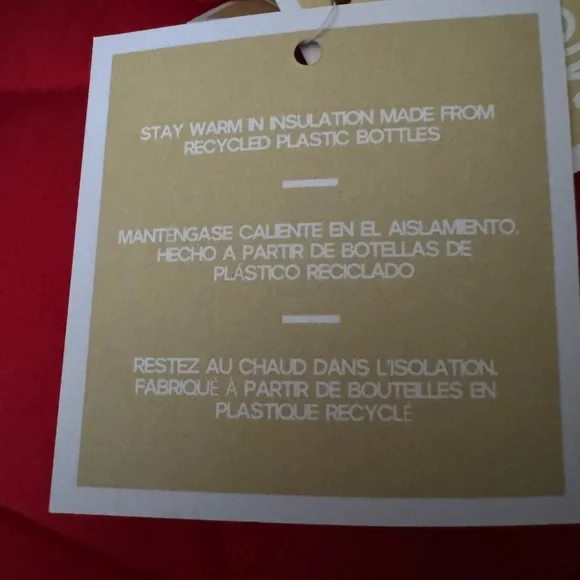 STAY WARM IN INSULATION MADE FROM
RECYCLED PLASTIC BOTTLES
MANTÉNGASE CALIENTE EN EL AISLAMIENTO.
HECHO A PARTIR DE BOTELLAS DE
PLÁSTICO RECICLADO
RESTEZ AU CHAUD DANS L'ISOLATION.
FABRIQUÉ À PARTIR DE BOUTEILLES EN
PLASTIQUE RECYCLÉ